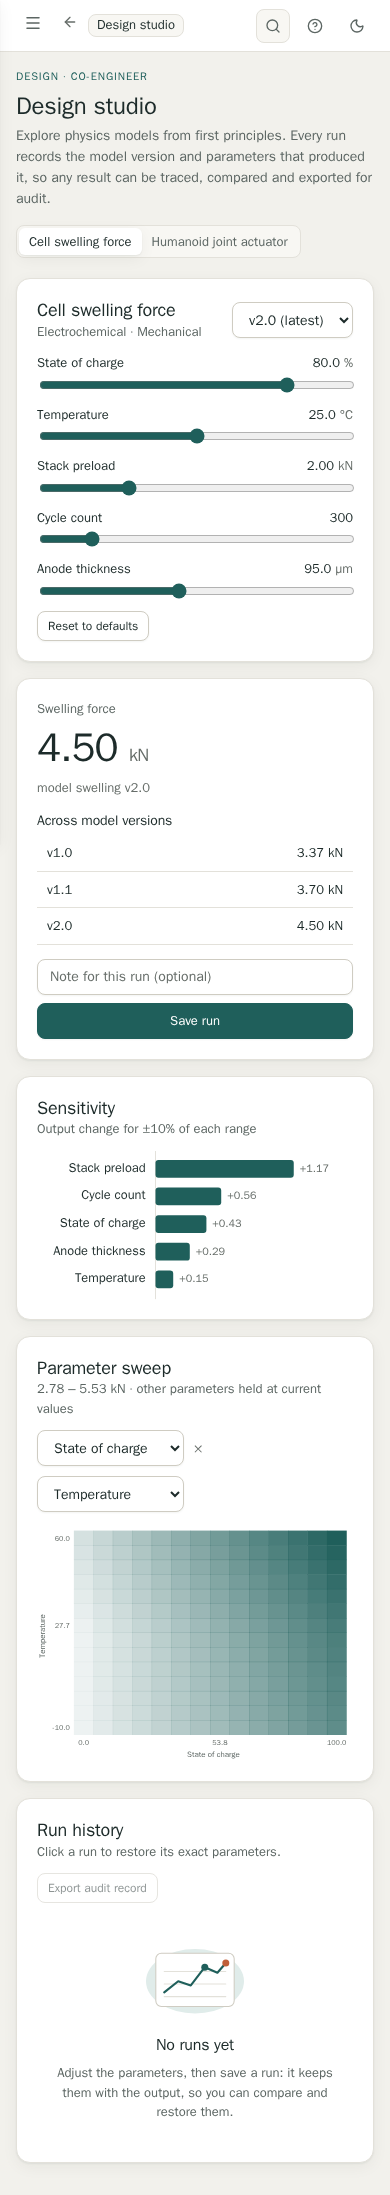 Design studio
DESIGN · CO-ENGINEER
Design studio
Explore physics models from first principles. Every run
records the model version and parameters that produced
it, so any result can be traced, compared and exported for
audit.
Cell swelling force
Humanoid joint actuator
Cell swelling force
v2.0 (latest)
Electrochemical · Mechanical
State of charge 80.0 %
Temperature 25.0 °C
Stack preload 2.00 kN
Cycle count 300
Anode thickness 95.0 µm
Reset to defaults
Swelling force
4.50 kN
model swelling v2.0
Across model versions
v1.0 3.37 kN
v1.1 3.70 kN
v2.0 4.50 kN
Note for this run (optional)
Save run
Sensitivity
Output change for ±10% of each range
Stack preload +1.17
Cycle count +0.56
State of charge +0.43
Anode thickness +0.29
Temperature +0.15
Parameter sweep
2.78 – 5.53 kN · other parameters held at current
values
State of charge ×
Temperature
60.0
27.7
-10.0
Temperature
0.0 53.8 100.0
State of charge
Run history
Click a run to restore its exact parameters.
Export audit record
No runs yet
Adjust the parameters, then save a run: it keeps
them with the output, so you can compare and
restore them.